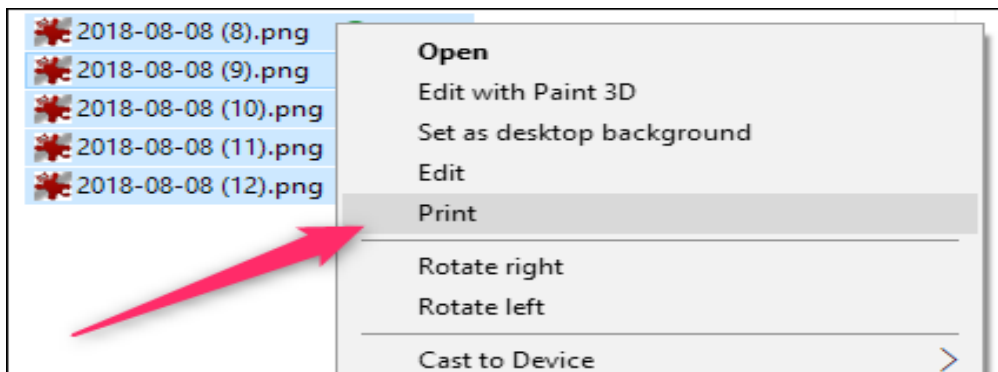 2018-08-08 (8).png
2018-08-08 (9).png
2018-08-08 (10).png
2018-08-08 (11).png
2018-08-08 (12).png
Open
Edit with Paint 3D
Set as desktop background
Edit
Print
Rotate right
Rotate left
Cast to Device